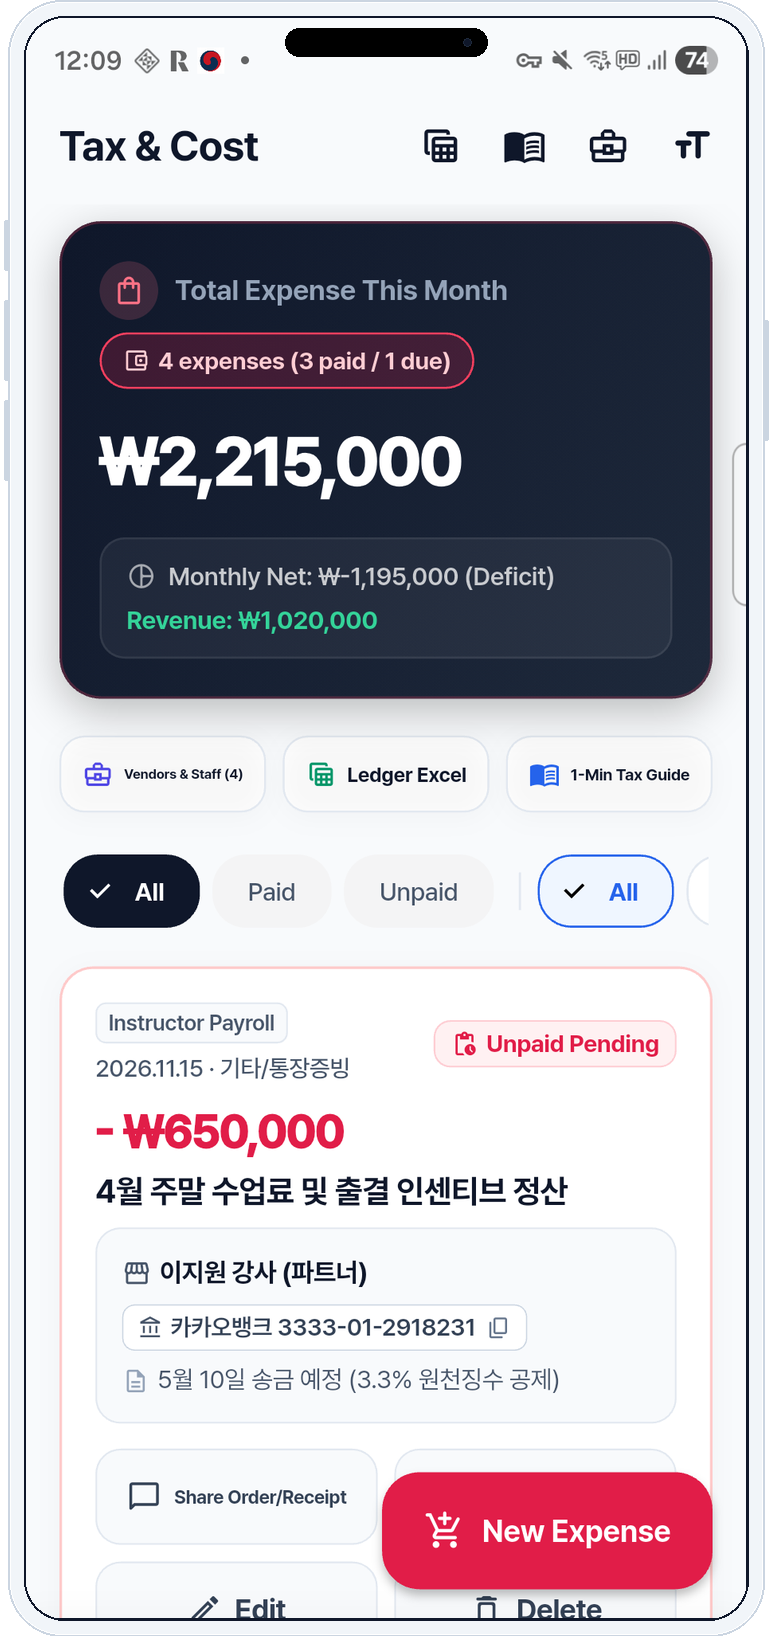 12:09
R
HD
74
Tax & Cost
Total Expense This Month
4 expenses (3 paid / 1 due)
₩2,215,000
Monthly Net: ₩-1,195,000 (Deficit)
Revenue: ₩1,020,000
Vendors & Staff (4)
Ledger Excel
1-Min Tax Guide
All
Paid
Unpaid
All
Instructor Payroll
2026.11.15 · 기타/통장증빙
Unpaid Pending
- ₩650,000
4월 주말 수업료 및 출결 인센티브 정산
이지원 강사 (파트너)
카카오뱅크 3333-01-2918231
5월 10일 송금 예정 (3.3% 원천징수 공제)
Share Order/Receipt
New Expense
Edit
Delete